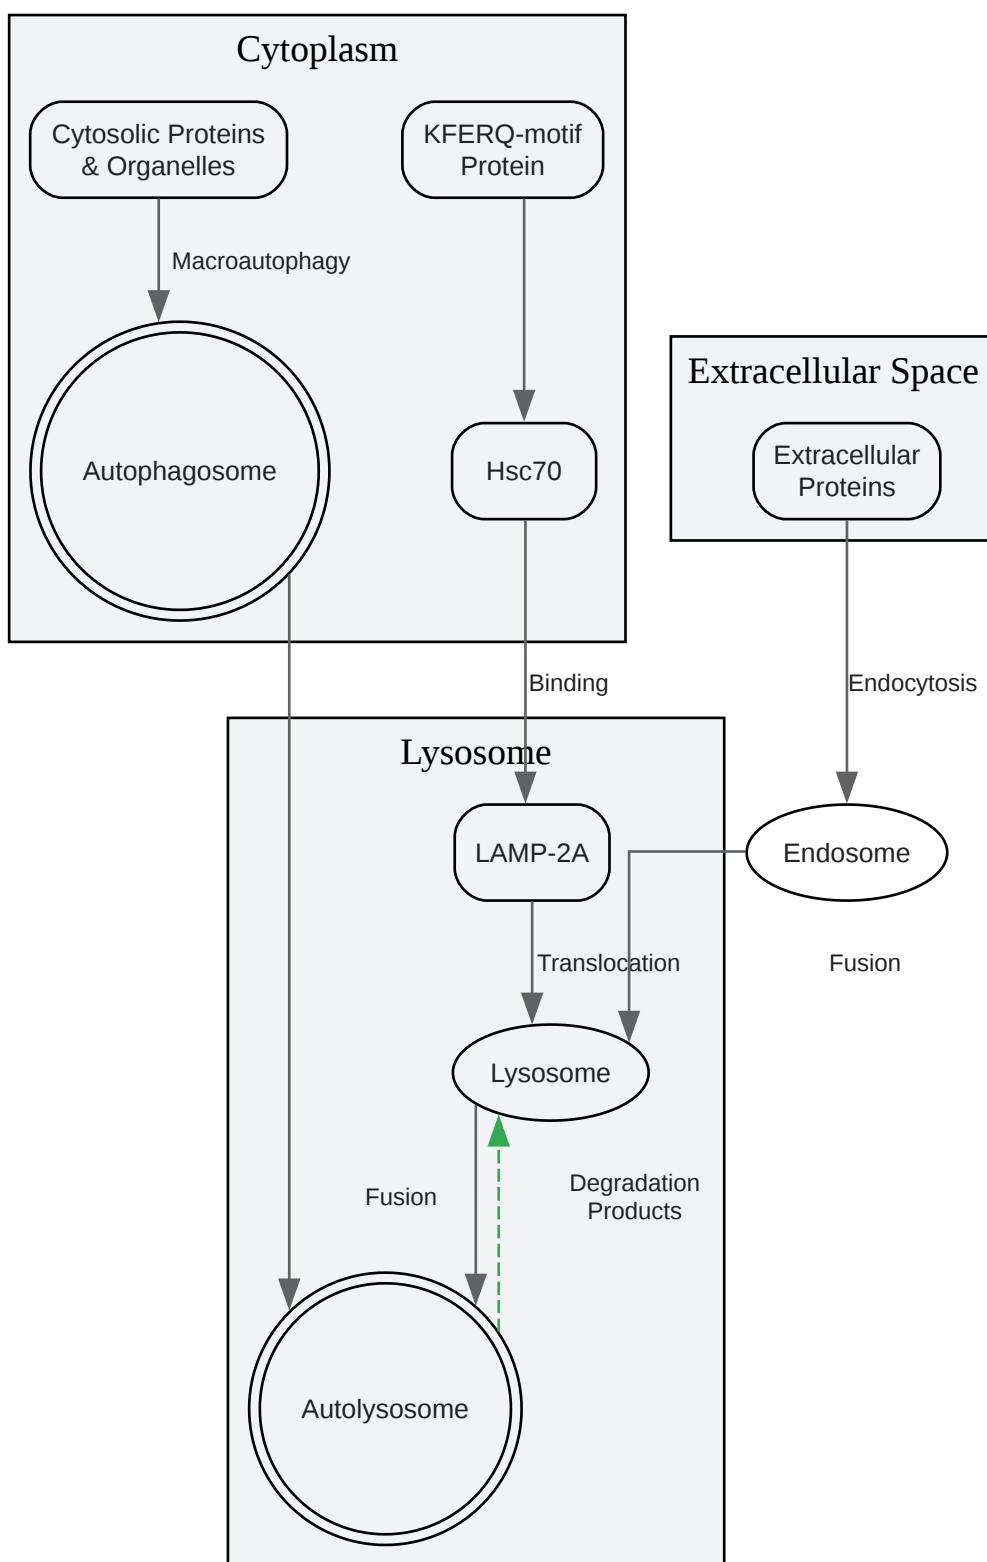 Cytoplasm
Cytosolic Proteins
& Organelles
KFERQ-motif
Protein
Macroautophagy
Autophagosome
Hsc70
Extracellular Space
Extracellular
Proteins
Binding
Endocytosis
Lysosome
LAMP-2A
Endosome
Translocation
Fusion
Lysosome
Fusion
Degradation
Products
Autolysosome